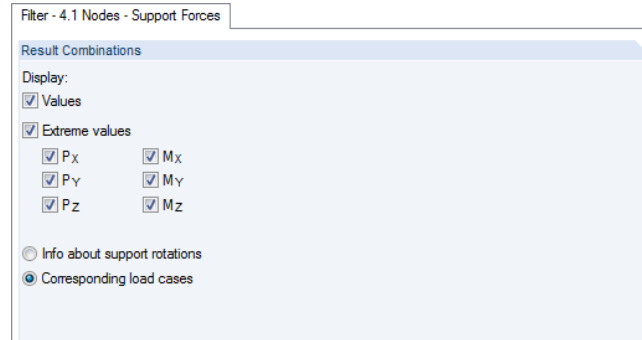 Filter - 4.1 Nodes - Support Forces
Result Combinations
Display:
Values
Extreme values
PX MX
PY MY
PZ MZ
Info about support rotations
Corresponding load cases